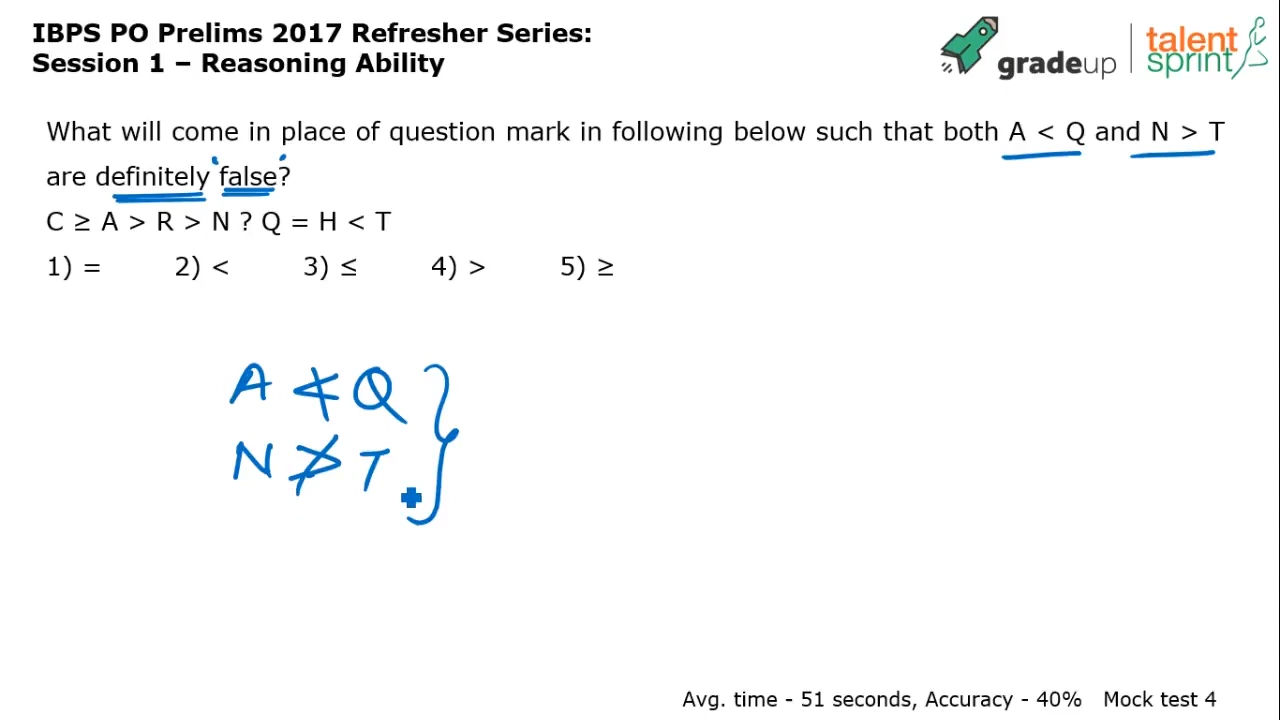 IBPS PO Prelims 2017 Refresher Series:
Session 1 – Reasoning Ability
gradeup
talent
sprint
What will come in place of question mark in following below such that both A < Q and N > T
are definitely false?
C ≥ A > R > N ? Q = H < T
1) = 2) < 3) ≤ 4) > 5) ≥
A ≮ Q
N ≯ T
Avg. time - 51 seconds, Accuracy - 40% Mock test 4